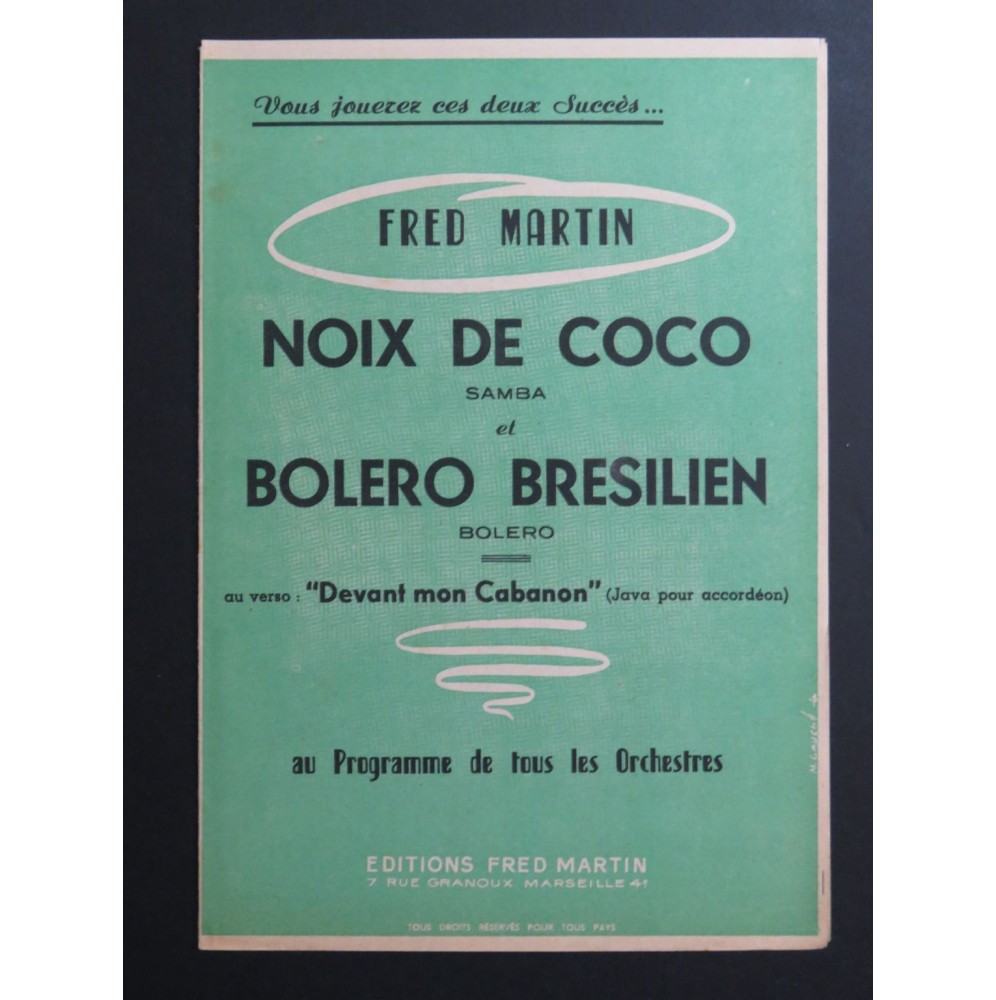 Vous jouerez ces deux Succès...
FRED MARTIN
NOIX DE COCO
SAMBA
et
BOLERO BRESILIEN
BOLERO
au verso : "Devant mon Cabanon" (Java pour accordéon)
au Programme de tous les Orchestres
EDITIONS FRED MARTIN
7 RUE GRANOUX MARSEILLE 4e
TOUS DROITS RÉSERVÉS POUR TOUS PAYS